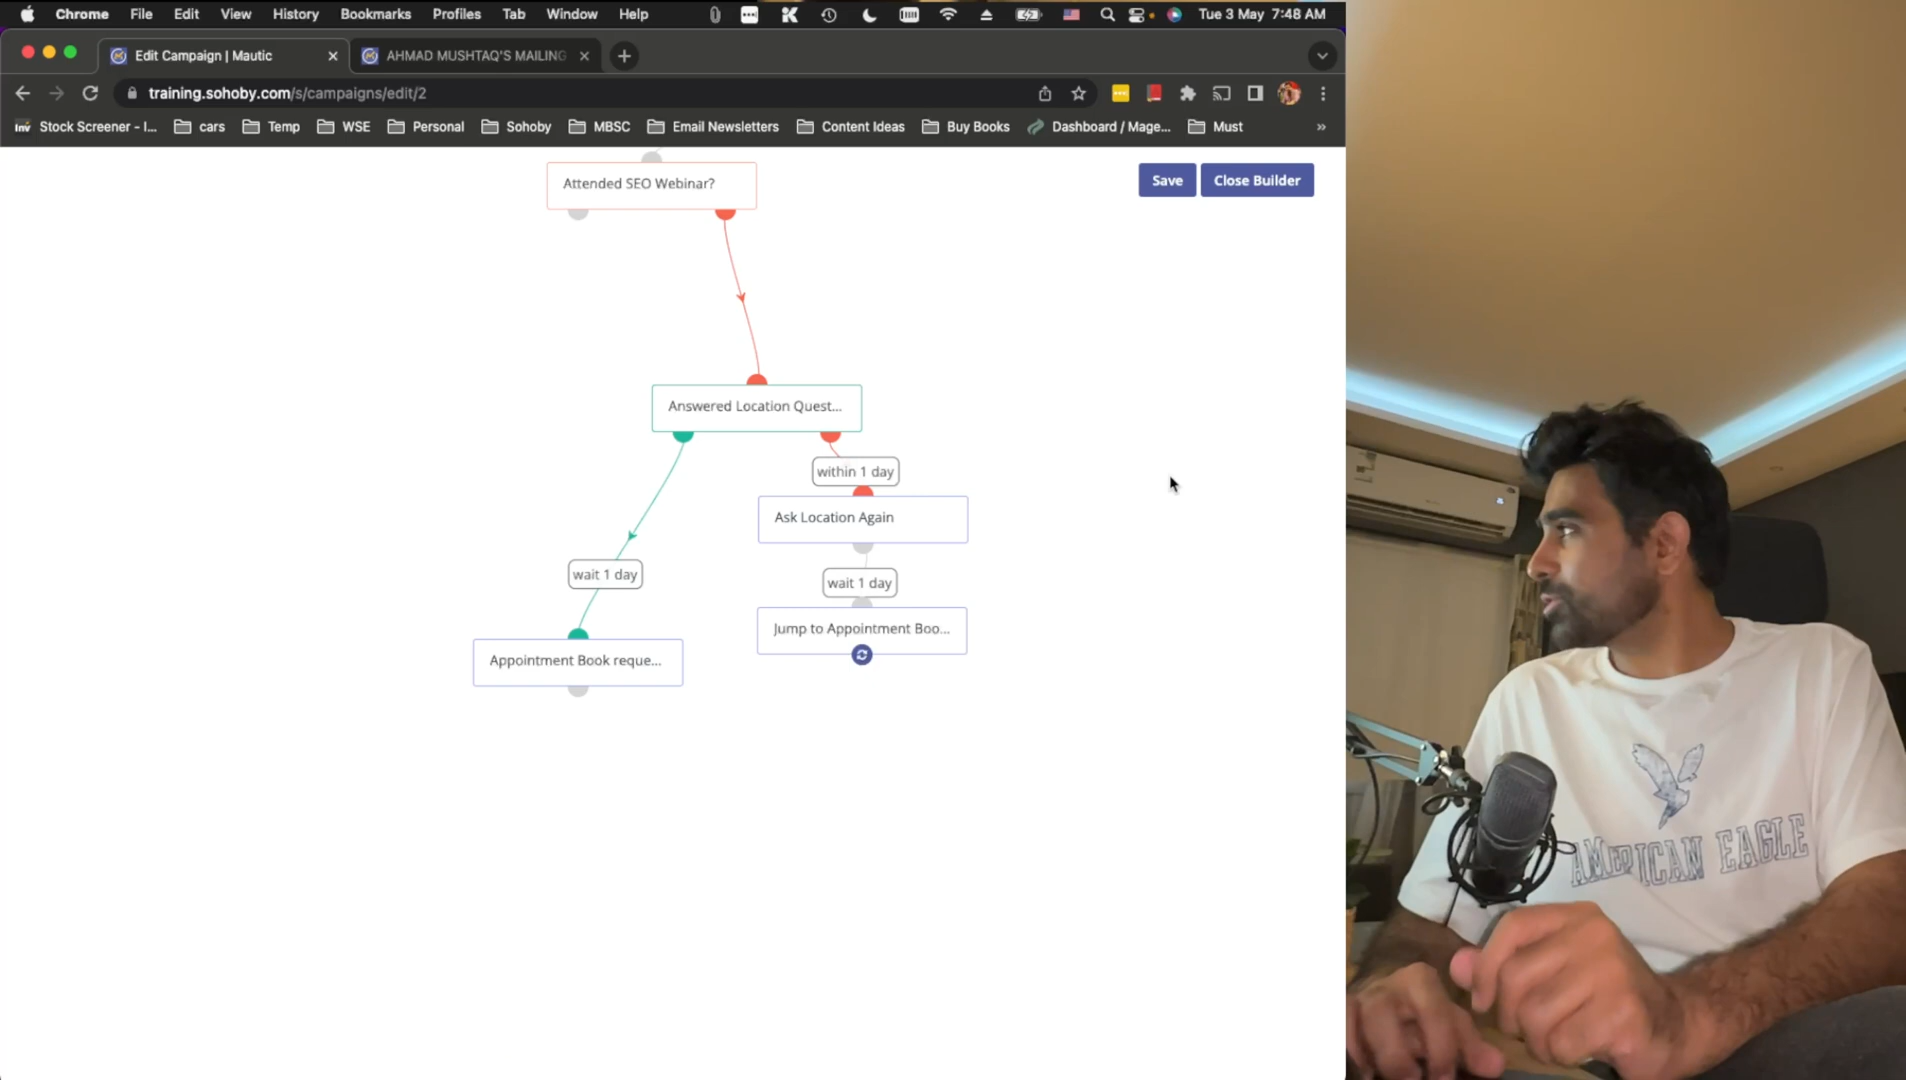 Chrome File Edit View History Bookmarks Profiles Tab Window Help Tue 3 May 7:48 AM
Edit Campaign | Mautic AHMAD MUSHTAQ'S MAILING
training.sohoby.com/s/campaigns/edit/2
Inv Stock Screener - I... cars Temp WSE Personal Sohoby MBSC Email Newsletters Content Ideas Buy Books Dashboard / Mage... Must »
Attended SEO Webinar?
Save Close Builder
Answered Location Quest...
within 1 day
Ask Location Again
wait 1 day
wait 1 day
Jump to Appointment Boo...
Appointment Book reque...
AMERICAN EAGLE